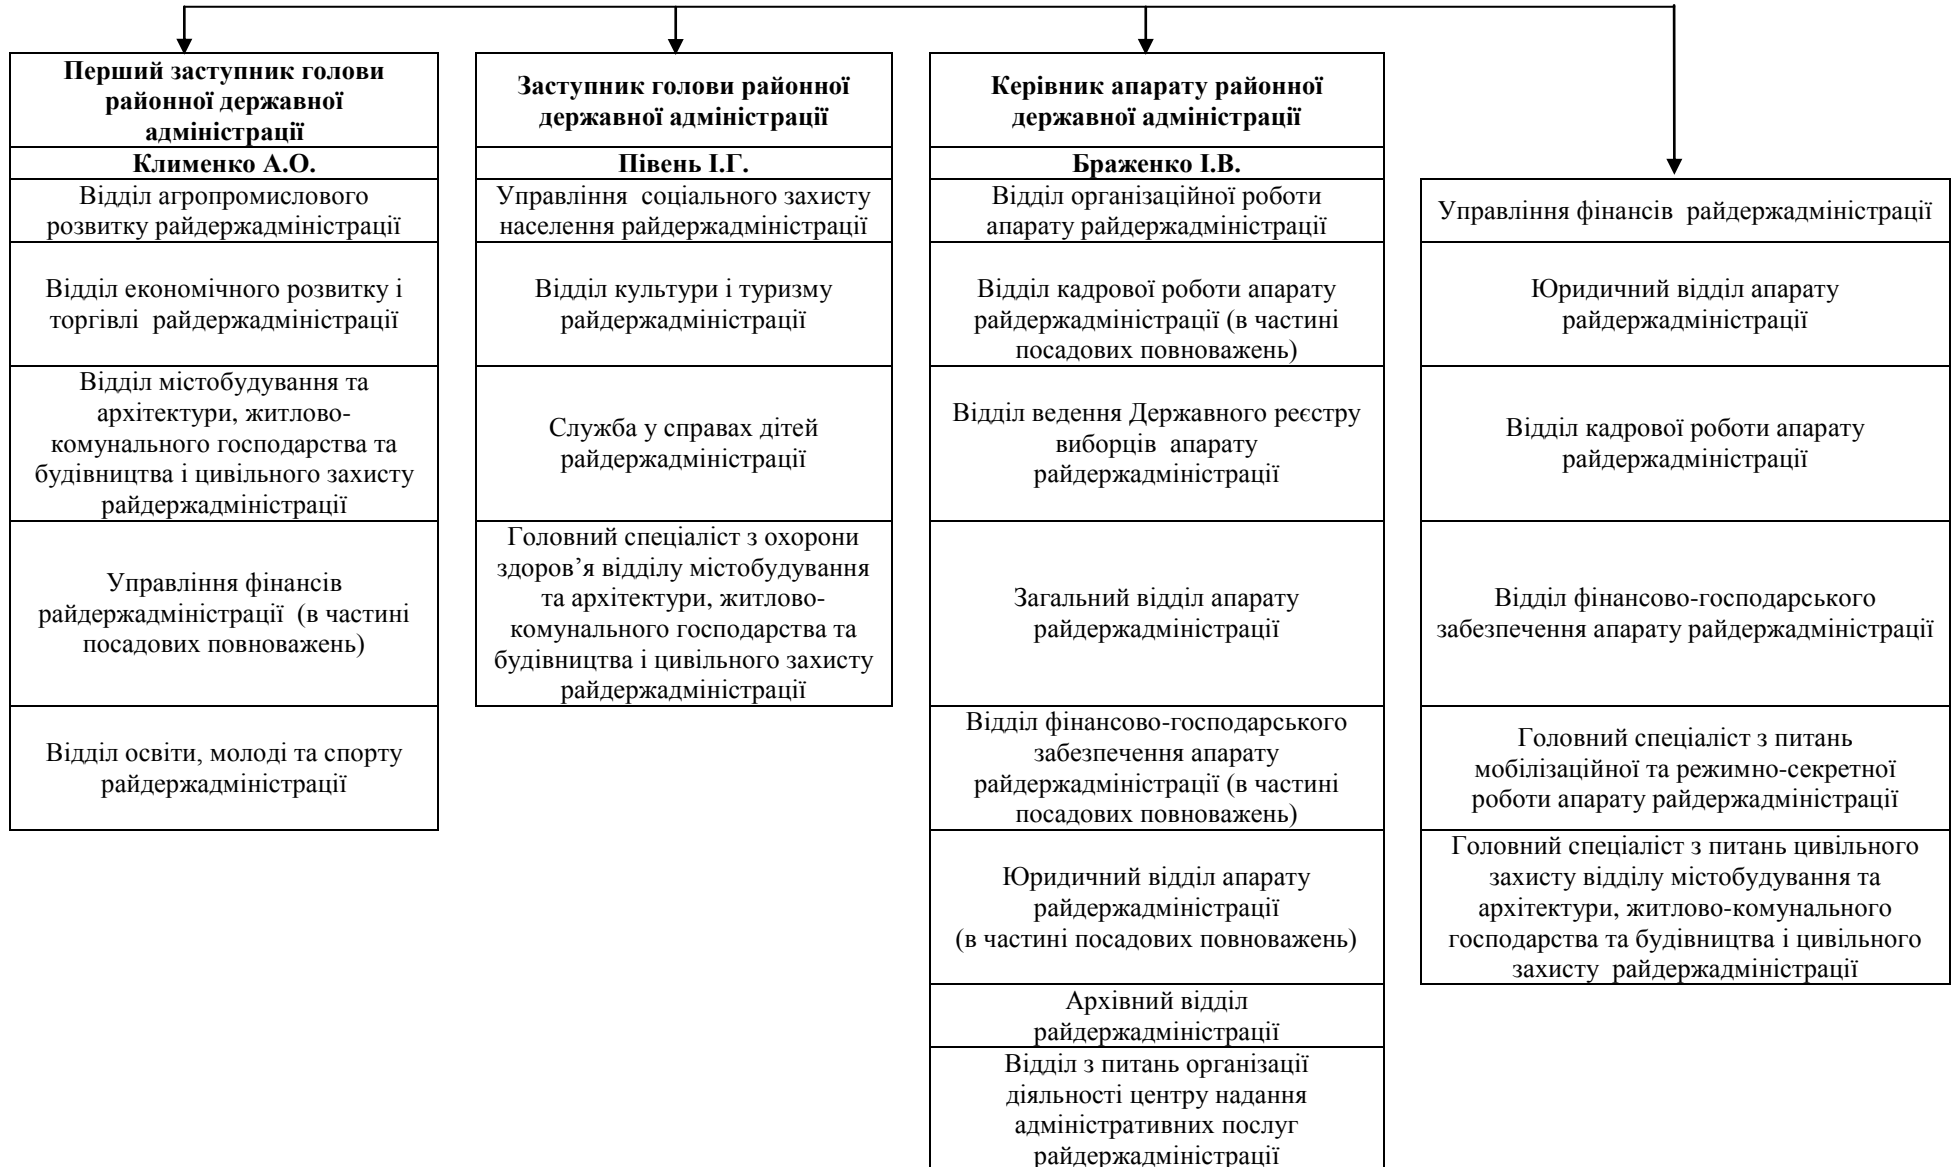 Перший заступник голови
районної державної
адміністрації
Клименко А.О.
Відділ агропромислового
розвитку райдержадміністрації
Відділ економічного розвитку і
торгівлі райдержадміністрації
Відділ містобудування та
архітектури, житлово-
комунального господарства та
будівництва і цивільного захисту
райдержадміністрації
Управління фінансів
райдержадміністрації (в частині
посадових повноважень)
Відділ освіти, молоді та спорту
райдержадміністрації
Заступник голови районної
державної адміністрації
Півень І.Г.
Управління соціального захисту
населення райдержадміністрації
Відділ культури і туризму
райдержадміністрації
Служба у справах дітей
райдержадміністрації
Головний спеціаліст з охорони
здоров’я відділу містобудування
та архітектури, житлово-
комунального господарства та
будівництва і цивільного захисту
райдержадміністрації
Керівник апарату районної
державної адміністрації
Браженко І.В.
Відділ організаційної роботи
апарату райдержадміністрації
Відділ кадрової роботи апарату
райдержадміністрації (в частині
посадових повноважень)
Відділ ведення Державного реєстру
виборців апарату
райдержадміністрації
Загальний відділ апарату
райдержадміністрації
Відділ фінансово-господарського
забезпечення апарату
райдержадміністрації (в частині
посадових повноважень)
Юридичний відділ апарату
райдержадміністрації
(в частині посадових повноважень)
Архівний відділ
райдержадміністрації
Відділ з питань організації
діяльності центру надання
адміністративних послуг
райдержадміністрації
Управління фінансів райдержадміністрації
Юридичний відділ апарату
райдержадміністрації
Відділ кадрової роботи апарату
райдержадміністрації
Відділ фінансово-господарського
забезпечення апарату райдержадміністрації
Головний спеціаліст з питань
мобілізаційної та режимно-секретної
роботи апарату райдержадміністрації
Головний спеціаліст з питань цивільного
захисту відділу містобудування та
архітектури, житлово-комунального
господарства та будівництва і цивільного
захисту райдержадміністрації